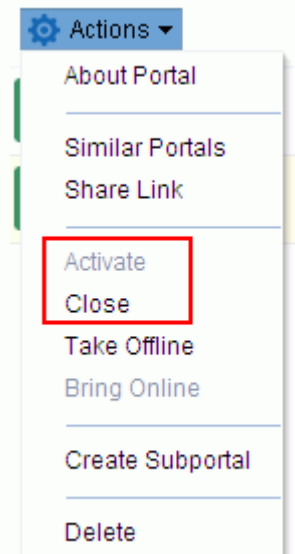 Actions
About Portal
Similar Portals
Share Link
Activate
Close
Take Offline
Bring Online
Create Subportal
Delete